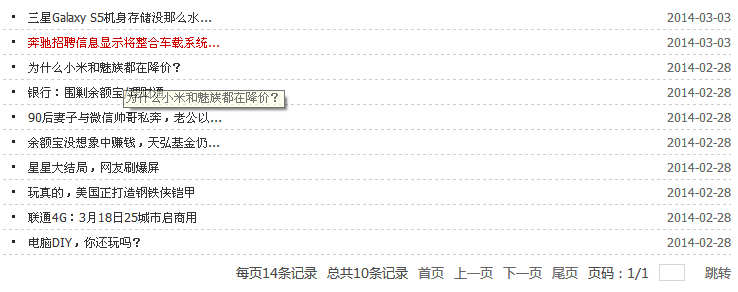 三星Galaxy S5机身存储没那么水... 2014-03-03
奔驰招聘信息显示将整合车载系统... 2014-03-03
为什么小米和魅族都在降价？ 2014-02-28
银行：围剿余额宝 理财通 2014-02-28
为什么小米和魅族都在降价？
90后妻子与微信帅哥私奔，老公以... 2014-02-28
余额宝没想象中赚钱，天弘基金仍... 2014-02-28
星星大结局，网友刷爆屏 2014-02-28
玩真的，美国正打造钢铁侠铠甲 2014-02-28
联通4G：3月18日25城市启商用 2014-02-28
电脑DIY，你还玩吗？ 2014-02-28
每页14条记录 总共10条记录 首页 上一页 下一页 尾页 页码：1/1 跳转